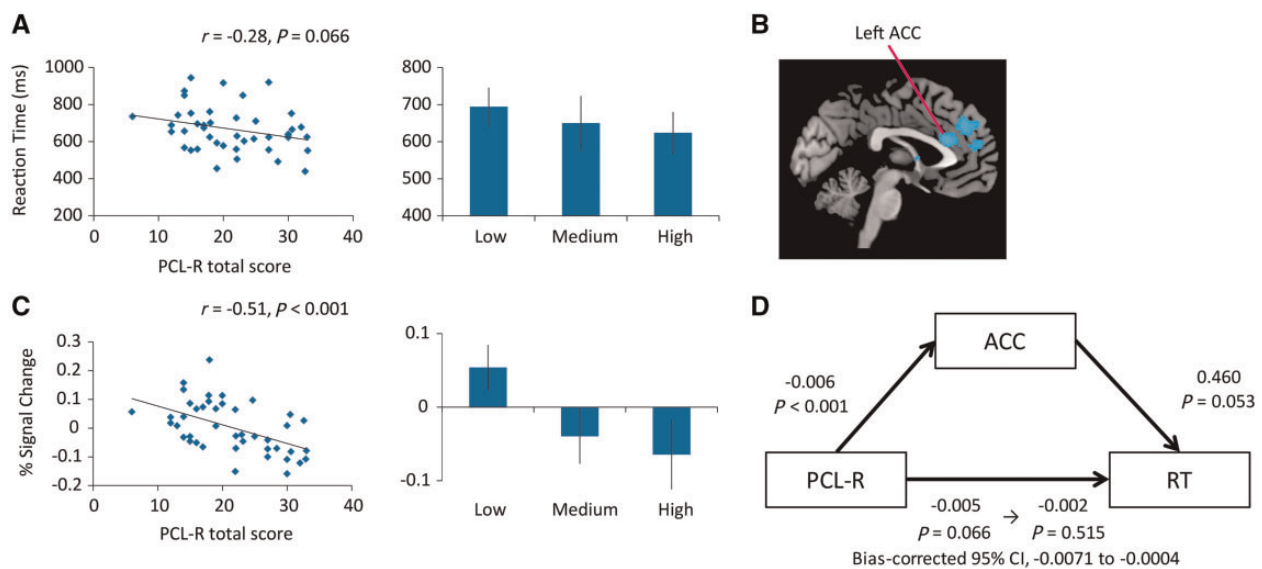 A
r = -0.28, P = 0.066
Reaction Time (ms)
1000
800
600
400
200
0
10
20
30
40
PCL-R total score
800
700
600
500
400
Low
Medium
High
B
Left ACC
C
r = -0.51, P < 0.001
% Signal Change
0.3
0.2
0.1
0
-0.1
-0.2
0
10
20
30
40
PCL-R total score
0.1
0
-0.1
Low
Medium
High
D
ACC
-0.006
P < 0.001
0.460
P = 0.053
PCL-R
RT
-0.005 → -0.002
P = 0.066 P = 0.515
Bias-corrected 95% CI, -0.0071 to -0.0004